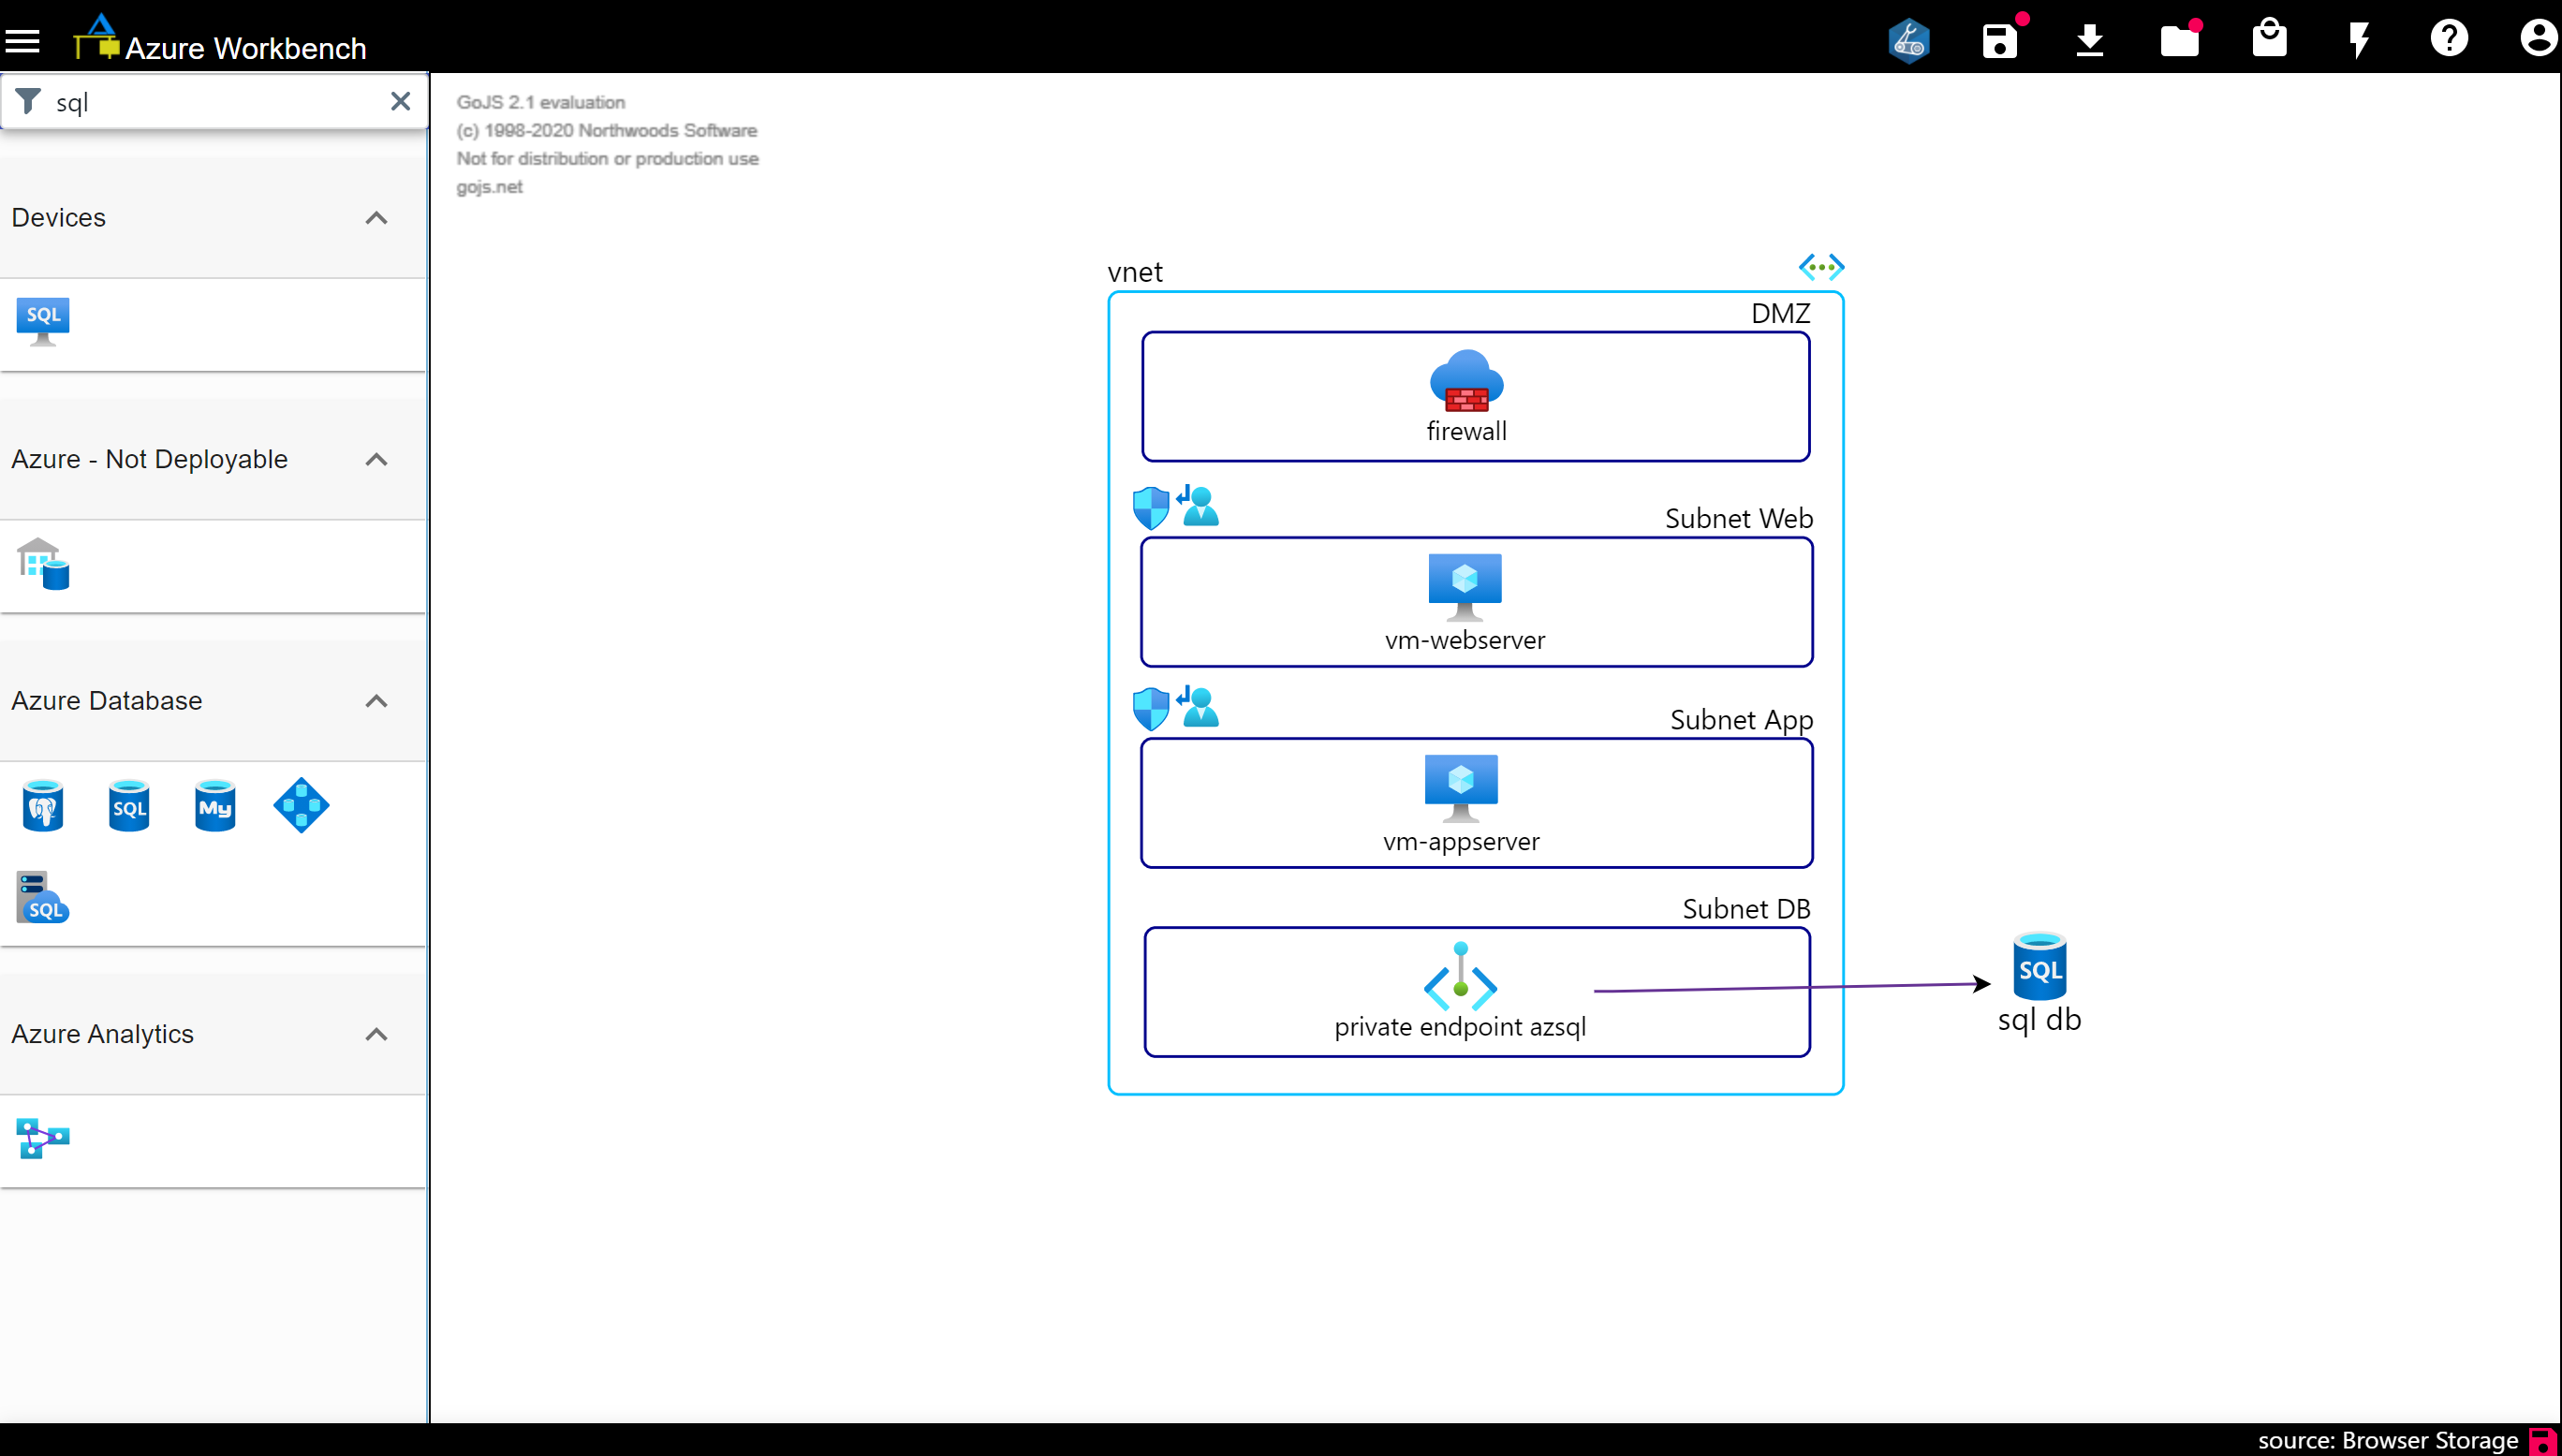 Azure Workbench
sql
GoJS 2.1 evaluation
(c) 1998-2020 Northwoods Software
Not for distribution or production use
gojs.net
Devices
SQL
Azure - Not Deployable
Azure Database
SQL
My
SQL
Azure Analytics
vnet
DMZ
firewall
Subnet Web
vm-webserver
Subnet App
vm-appserver
Subnet DB
private endpoint azsql
SQL
sql db
source: Browser Storage